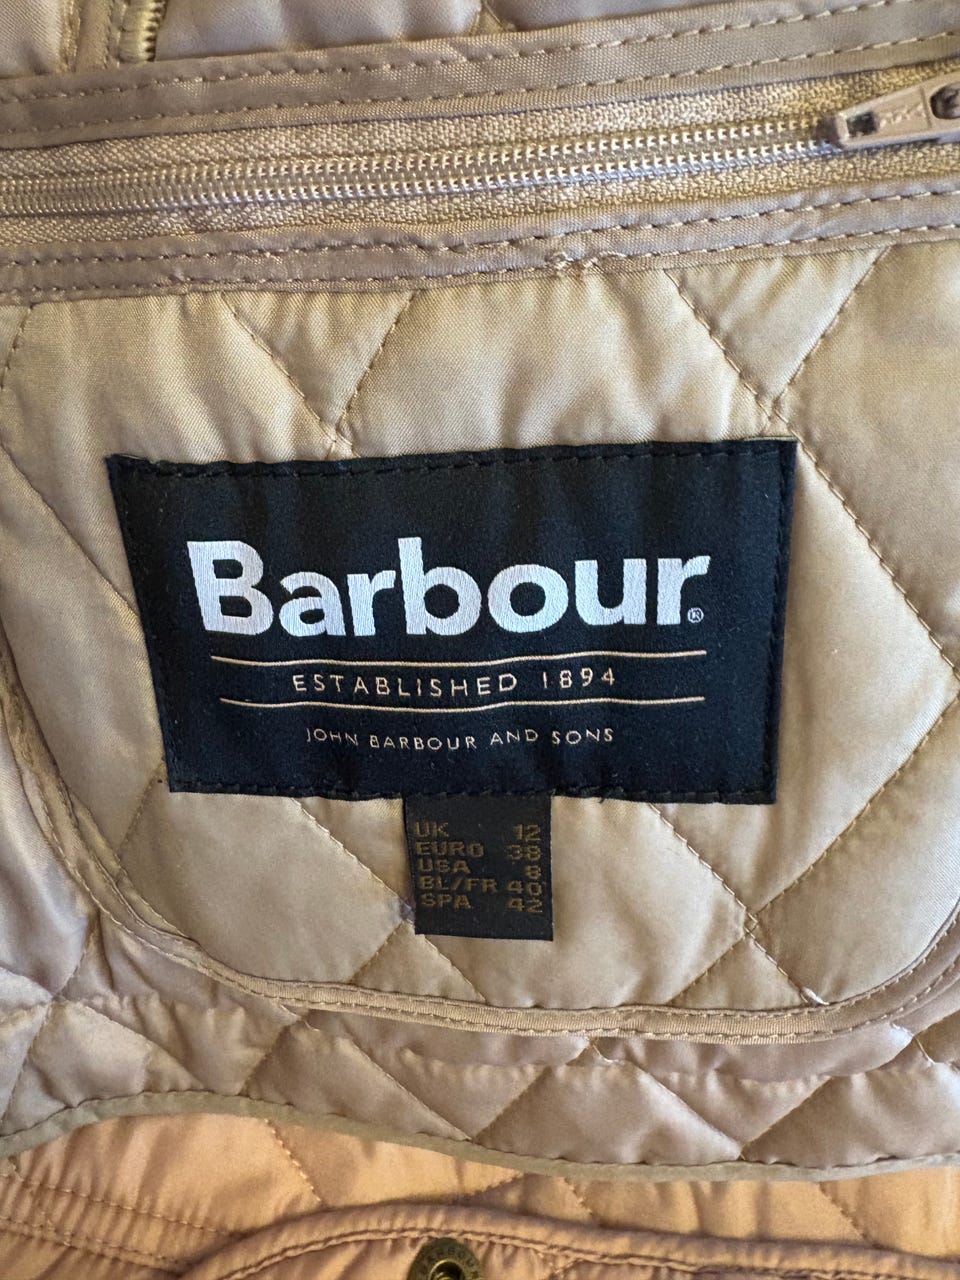 Barbour®
ESTABLISHED 1894
JOHN BARBOUR AND SONS
UK 12
EURO 38
USA 8
BL/FR 40
SPA 42